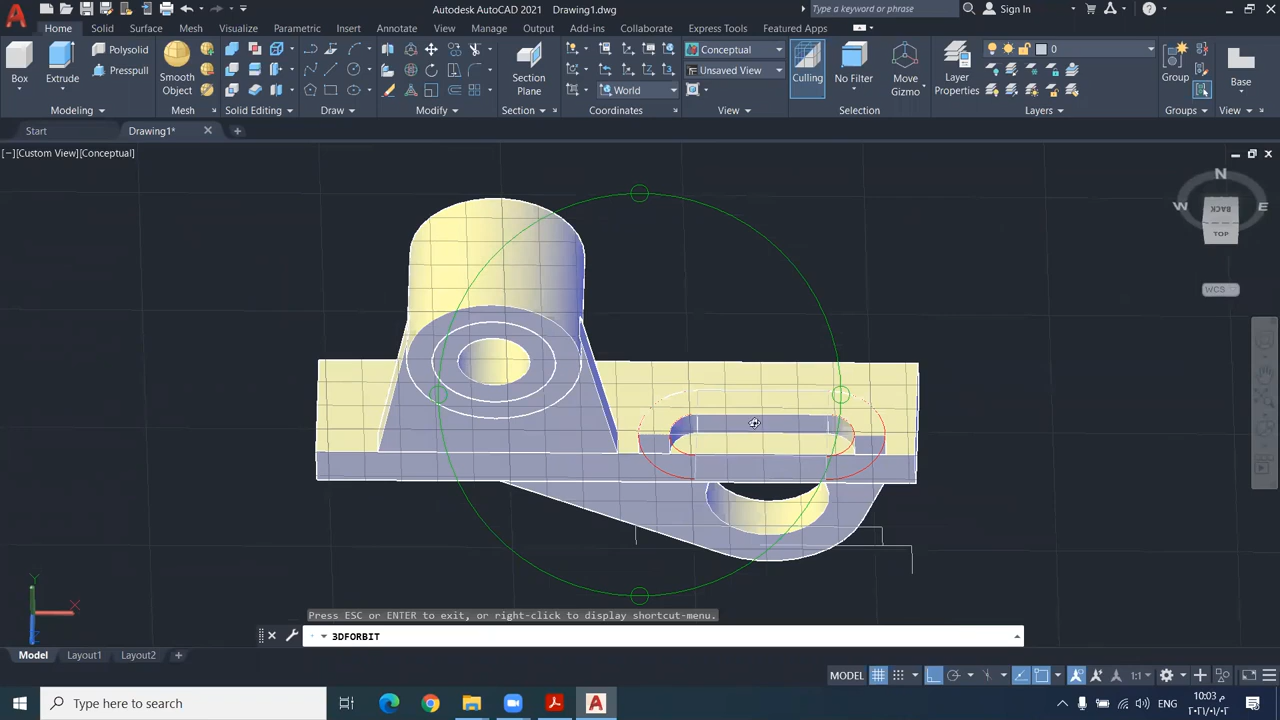 Autodesk AutoCAD 2021 Drawing1.dwg
Type a keyword or phrase
Sign In
Home Solid Surface Mesh Visualize Parametric Insert Annotate View Manage Output Add-ins Collaborate Express Tools Featured Apps
Box
Extrude
Polysolid
Presspull
Smooth
Object
Section
Plane
World
Conceptual
Unsaved View
Culling
No Filter
Move
Gizmo
Layer
Properties
0
Group
Base
Modeling Mesh Solid Editing Draw Modify Section Coordinates View Selection Layers Groups View
Start
Drawing1*
[−][Custom View][Conceptual]
N
W
E
BACK
TOP
WCS
Y
X
Z
Press ESC or ENTER to exit, or right-click to display shortcut-menu.
3DFORBIT
Model Layout1 Layout2
MODEL
1:1
Type here to search
ENG